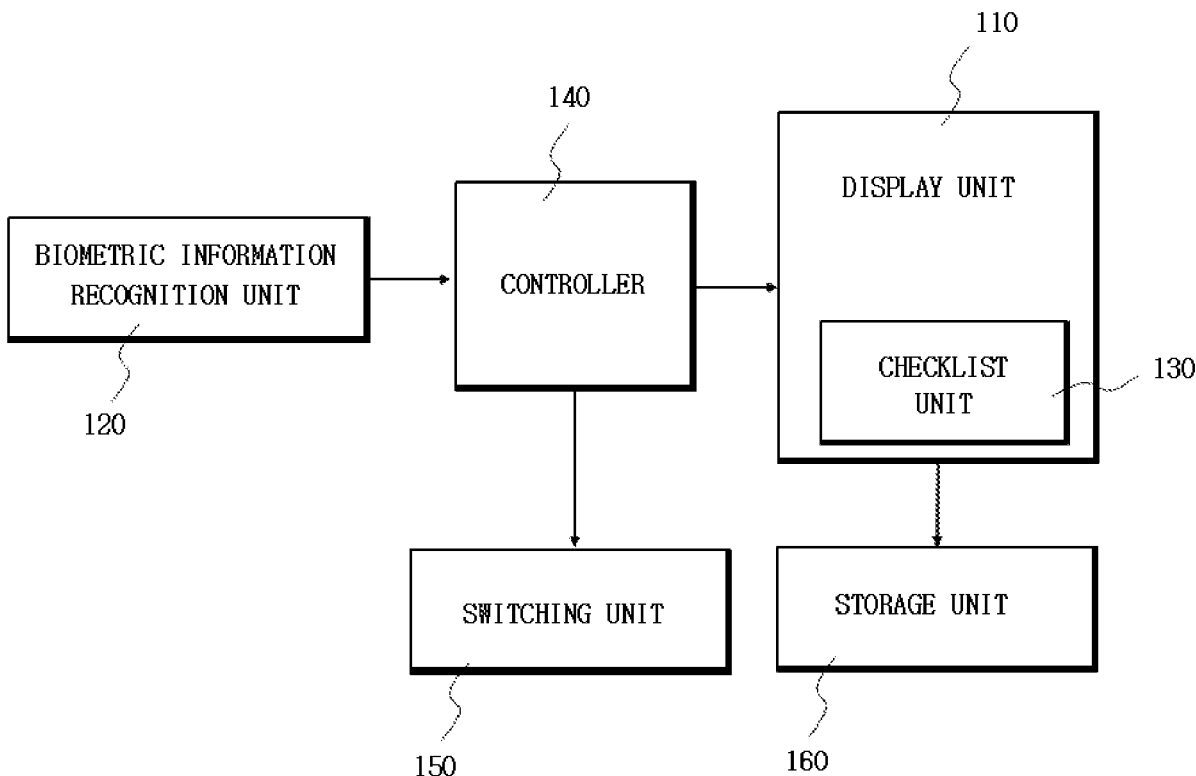 110
140
DISPLAY UNIT
BIOMETRIC INFORMATION
RECOGNITION UNIT
CONTROLLER
CHECKLIST
UNIT
130
120
SWITCHING UNIT
STORAGE UNIT
150
160